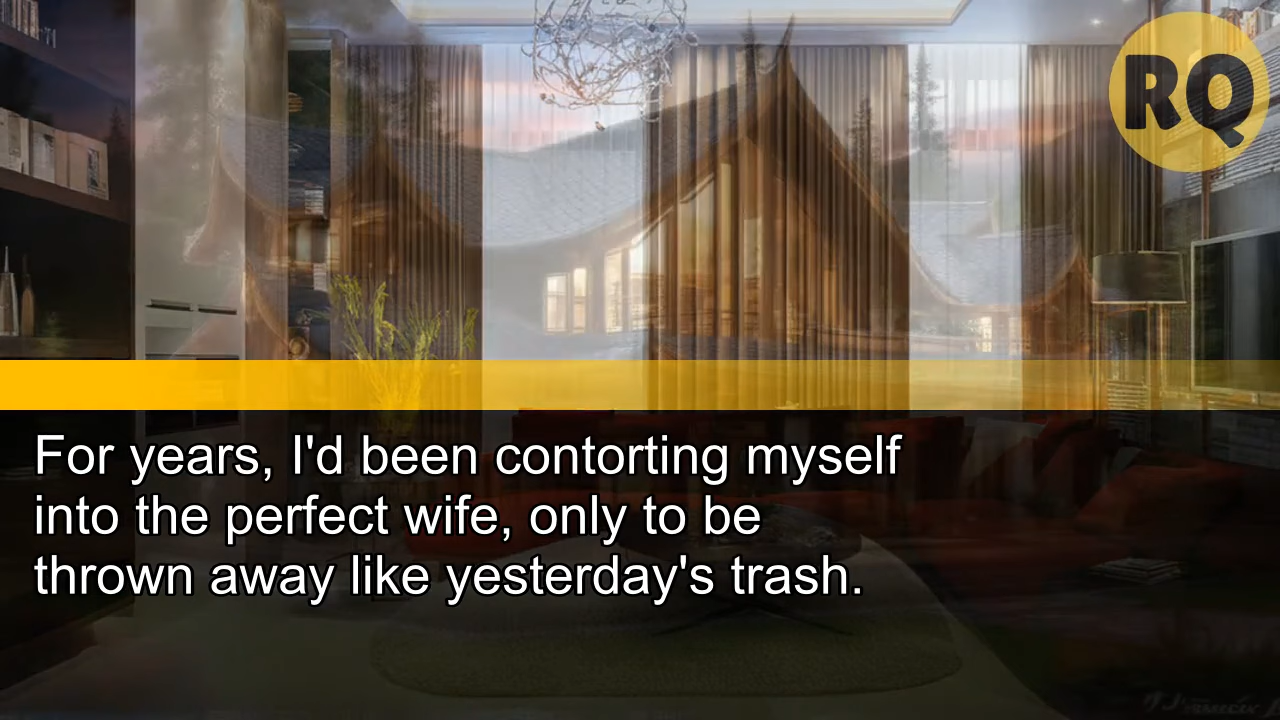 RQ
For years, I'd been contorting myself
into the perfect wife, only to be
thrown away like yesterday's trash.